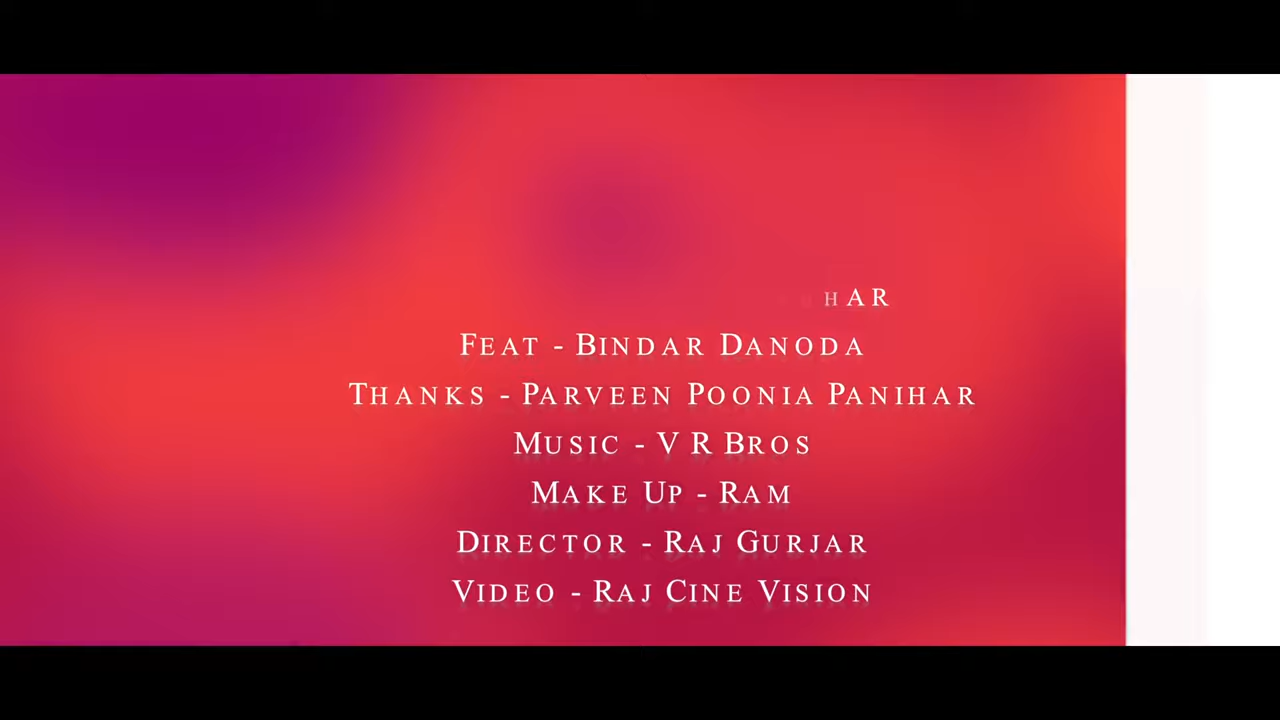 Feat - Bindar Danoda
Thanks - Parveen Poonia Panihar
Music - V R Bros
Make Up - Ram
Director - Raj Gurjar
Video - Raj Cine Vision